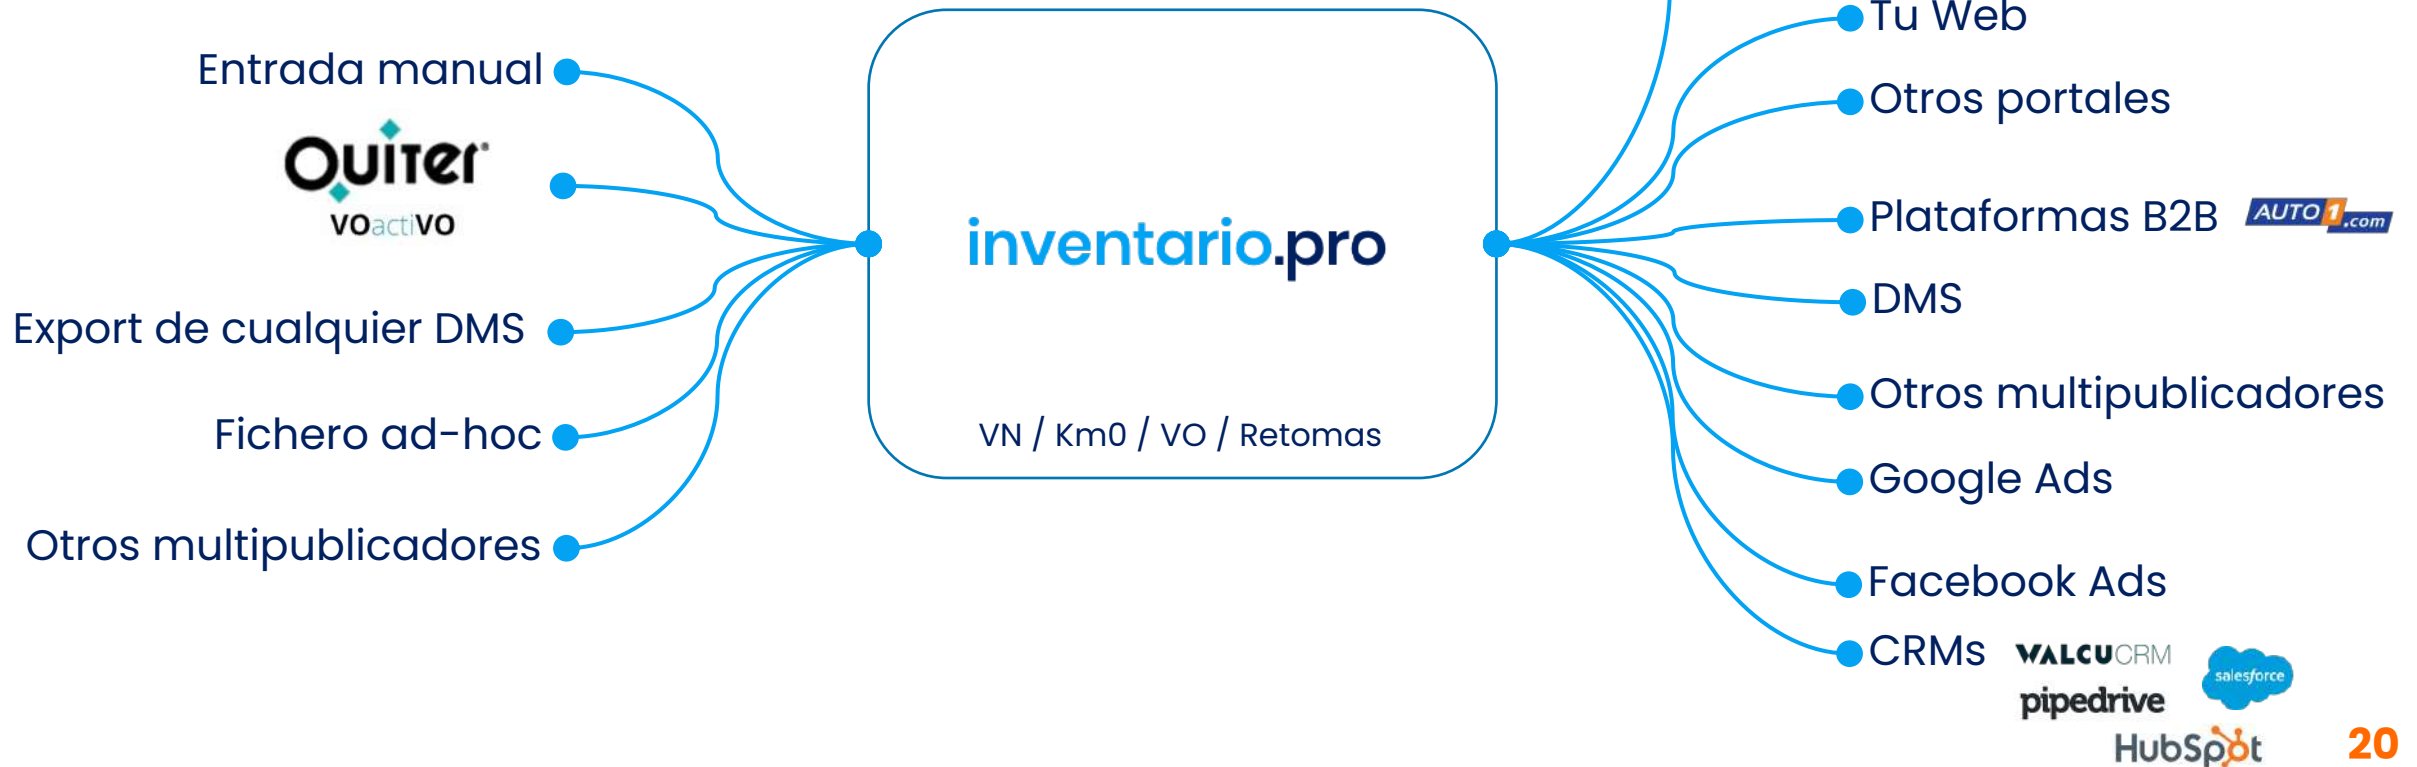 Entrada manual
Quiter®
VOactiVO
Export de cualquier DMS
Fichero ad-hoc
Otros multipublicadores
inventario.pro
VN / Km0 / VO / Retomas
Tu Web
Otros portales
Plataformas B2B
AUTO1.com
DMS
Otros multipublicadores
Google Ads
Facebook Ads
CRMs
WALCUCRM
salesforce
pipedrive
HubSpot
20